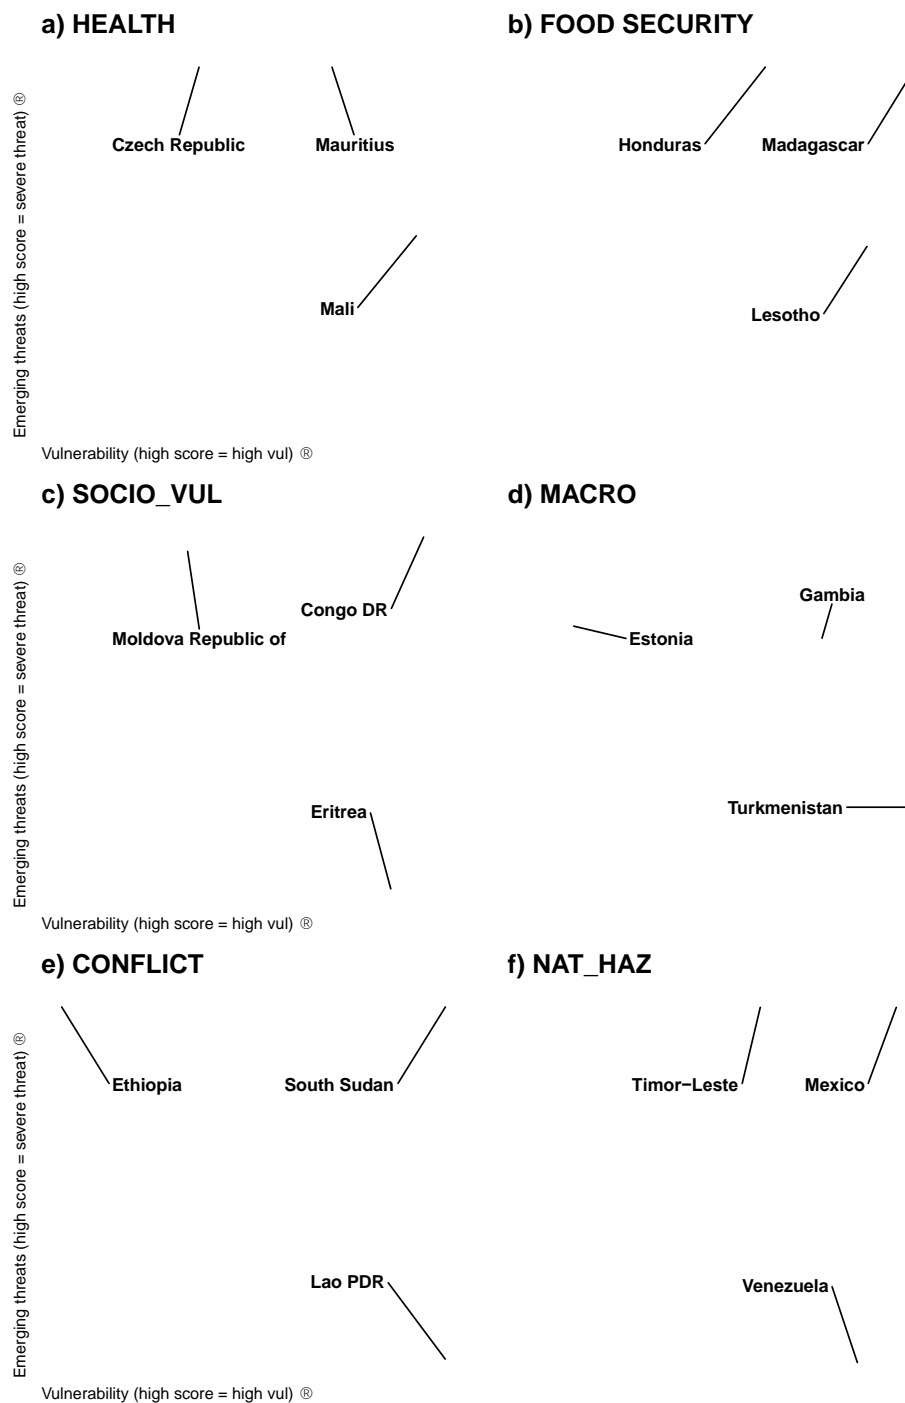 a) HEALTH
b) FOOD SECURITY
Emerging threats (high score = severe threat) ®
Czech Republic
Mauritius
Honduras
Madagascar
Mali
Lesotho
Vulnerability (high score = high vul) ®
c) SOCIO_VUL
d) MACRO
Emerging threats (high score = severe threat) ®
Gambia
Congo DR
Moldova Republic of
Estonia
Turkmenistan
Eritrea
Vulnerability (high score = high vul) ®
e) CONFLICT
f) NAT_HAZ
Emerging threats (high score = severe threat) ®
Ethiopia
South Sudan
Timor−Leste
Mexico
Lao PDR
Venezuela
Vulnerability (high score = high vul) ®